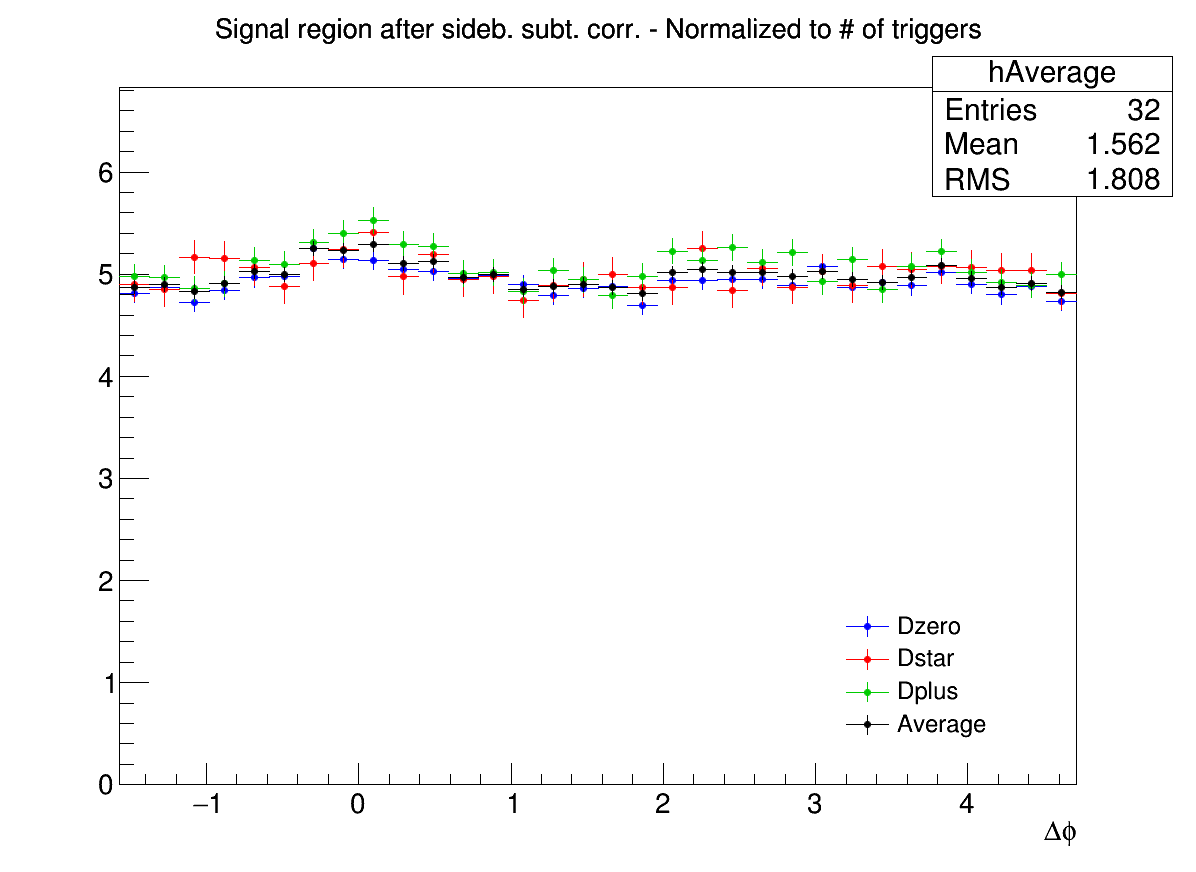 Signal region after sideb. subt. corr. - Normalized to # of triggers
hAverage
Entries 32
Mean 1.562
RMS 1.808
6
5
4
3
2
1
0
Dzero
Dstar
Dplus
Average
−1 0 1 2 3 4
Δϕ